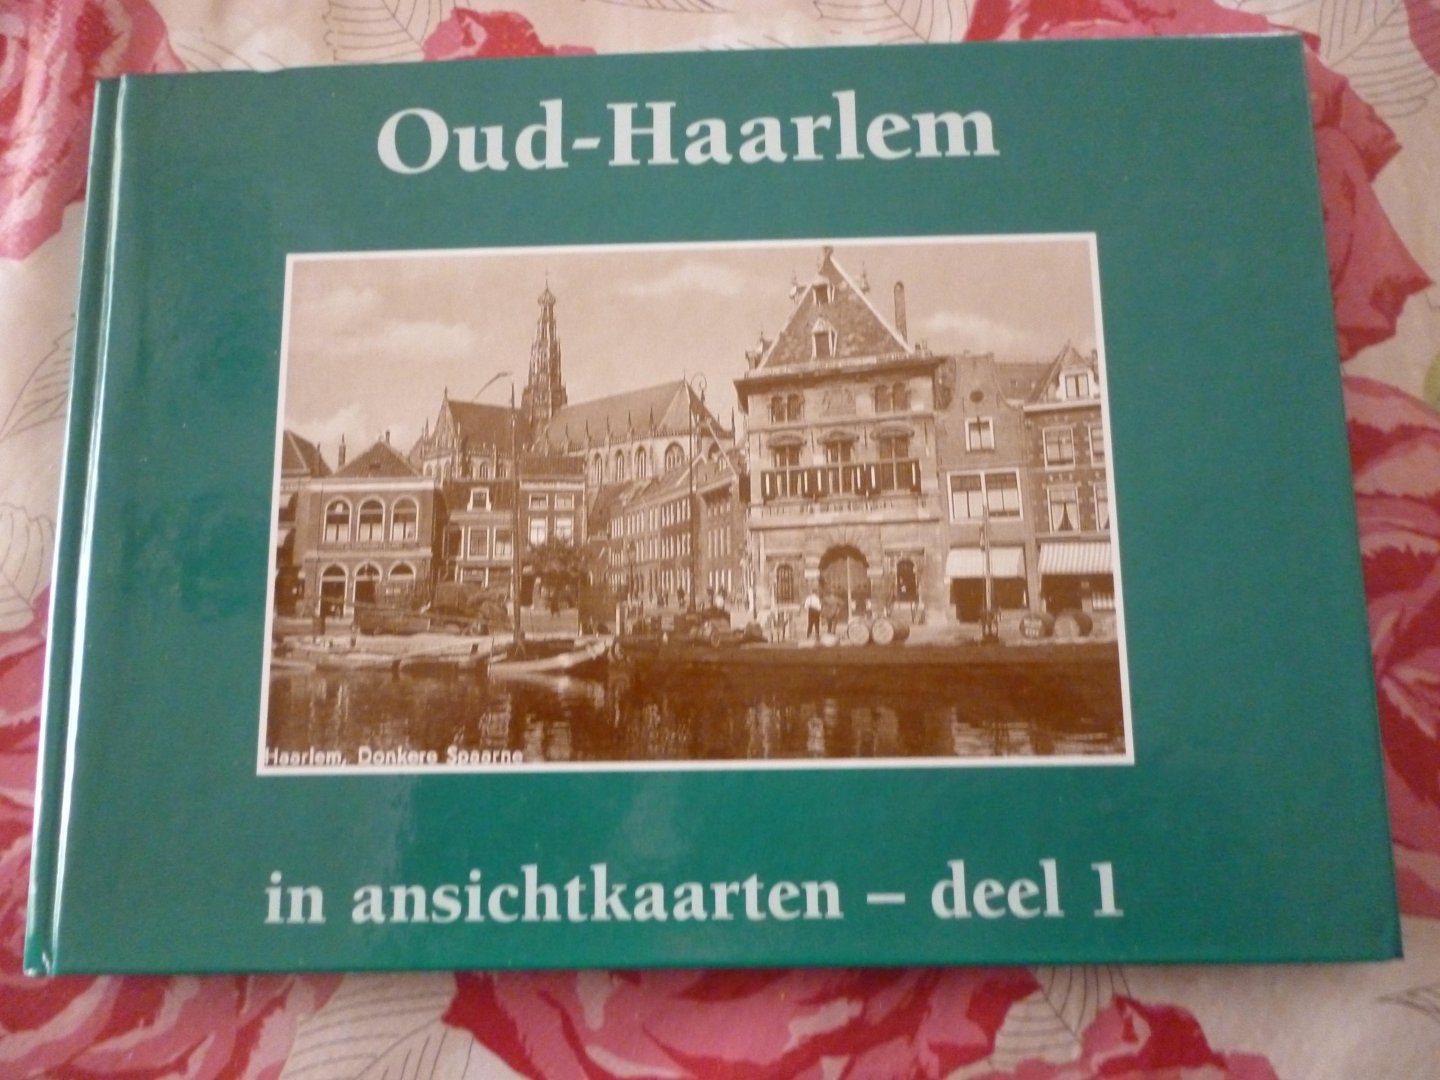 Oud-Haarlem
Haarlem, Donkere Spaarne
in ansichtkaarten – deel 1